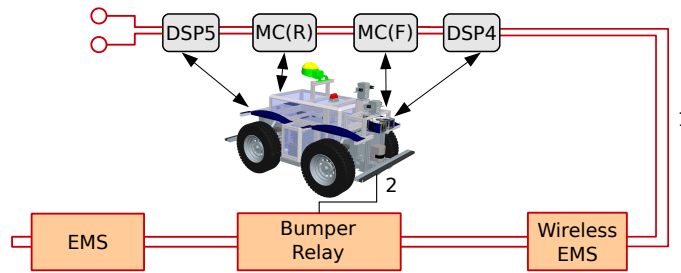 DSP5
MC(R)
MC(F)
DSP4
2
EMS
Bumper
Relay
Wireless
EMS